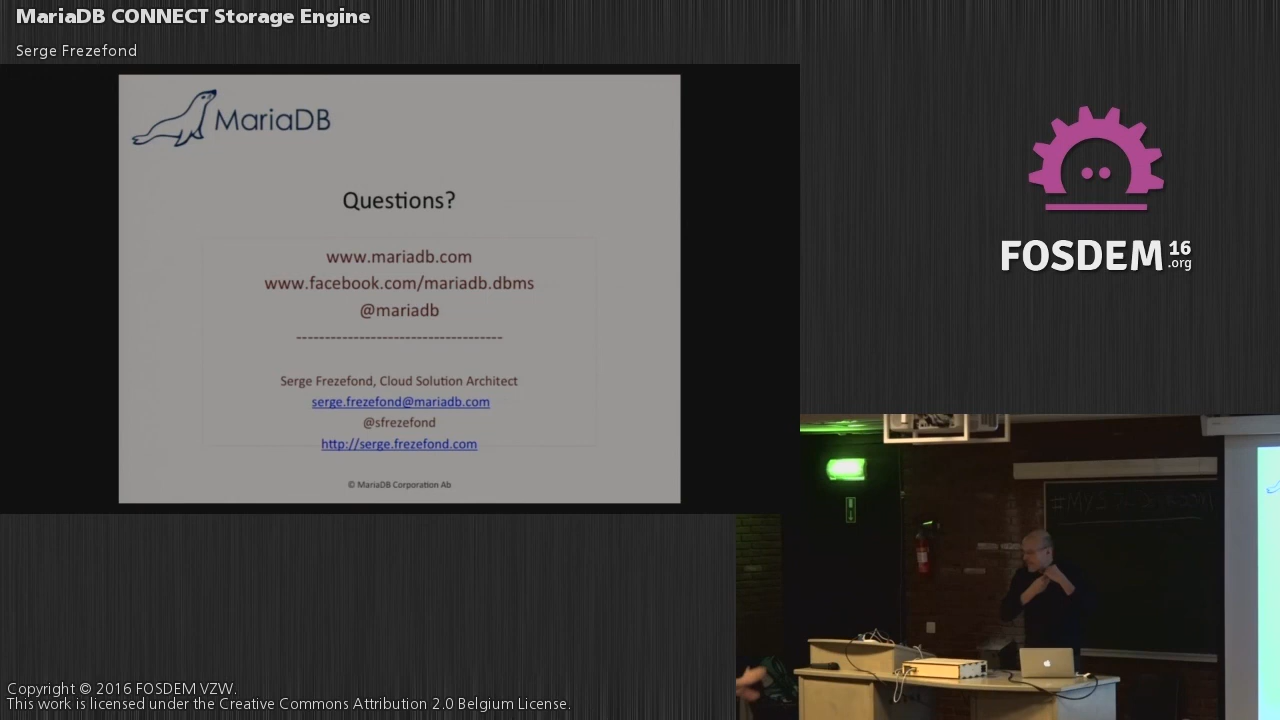 MariaDB CONNECT Storage Engine
Serge Frezefond
MariaDB
Questions?
www.mariadb.com
www.facebook.com/mariadb.dbms
@mariadb
------------------------------------
Serge Frezefond, Cloud Solution Architect
serge.frezefond@mariadb.com
@sfrezefond
http://serge.frezefond.com
© MariaDB Corporation Ab
FOSDEM 16
.org
Copyright © 2016 FOSDEM VZW.
This work is licensed under the Creative Commons Attribution 2.0 Belgium License.